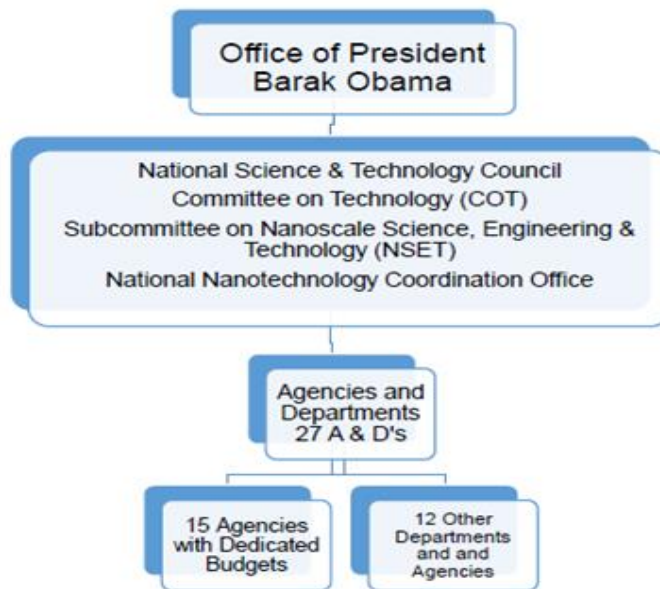 Office of President
Barak Obama
National Science & Technology Council
Committee on Technology (COT)
Subcommittee on Nanoscale Science, Engineering &
Technology (NSET)
National Nanotechnology Coordination Office
Agencies and
Departments
27 A & D's
15 Agencies
with Dedicated
Budgets
12 Other
Departments
and and
Agencies